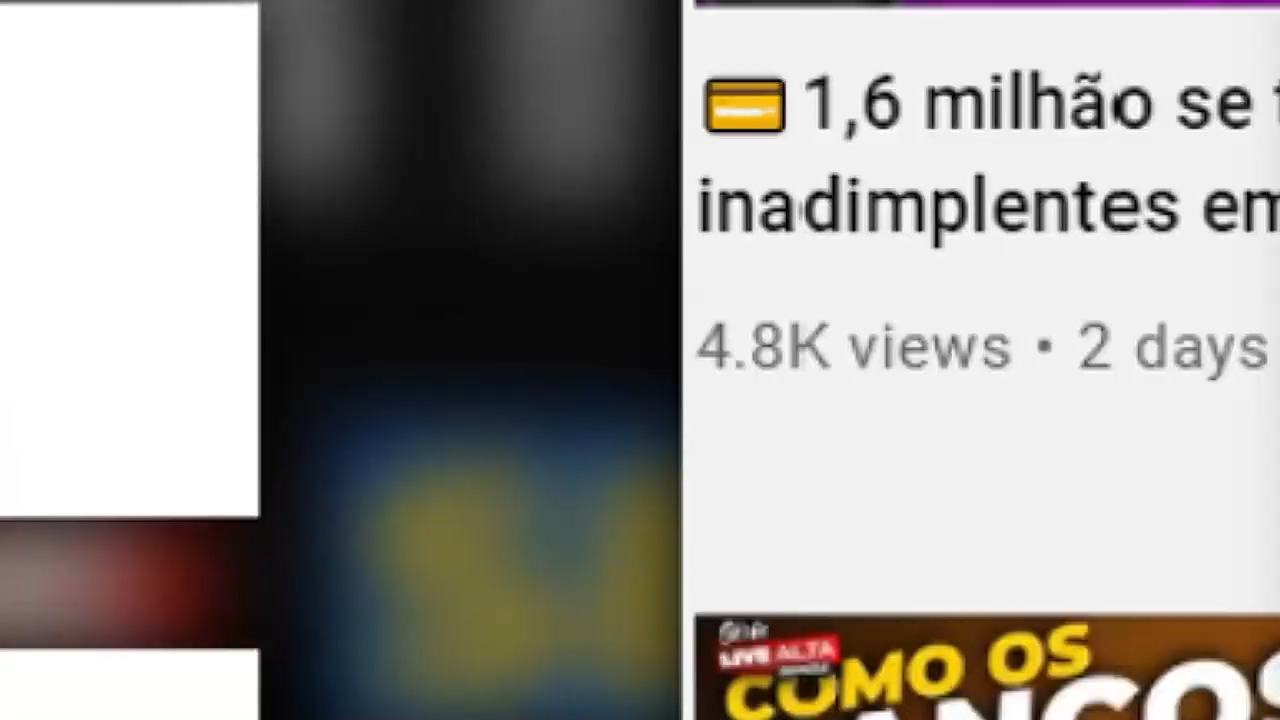 1,6 milhão se
inadimplentes em
4.8K views • 2 days
LIVE ALTA
COMO OS